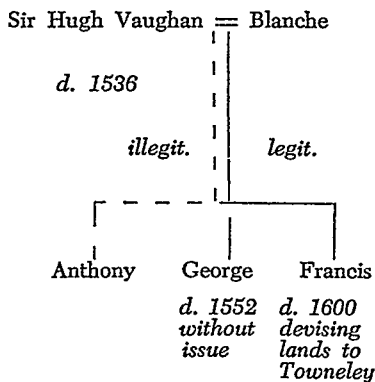 Sir Hugh Vaughan = Blanche
d. 1536
illegit. legit.
Anthony George Francis
d. 1552 d. 1600
without devising
issue lands to
Towneley